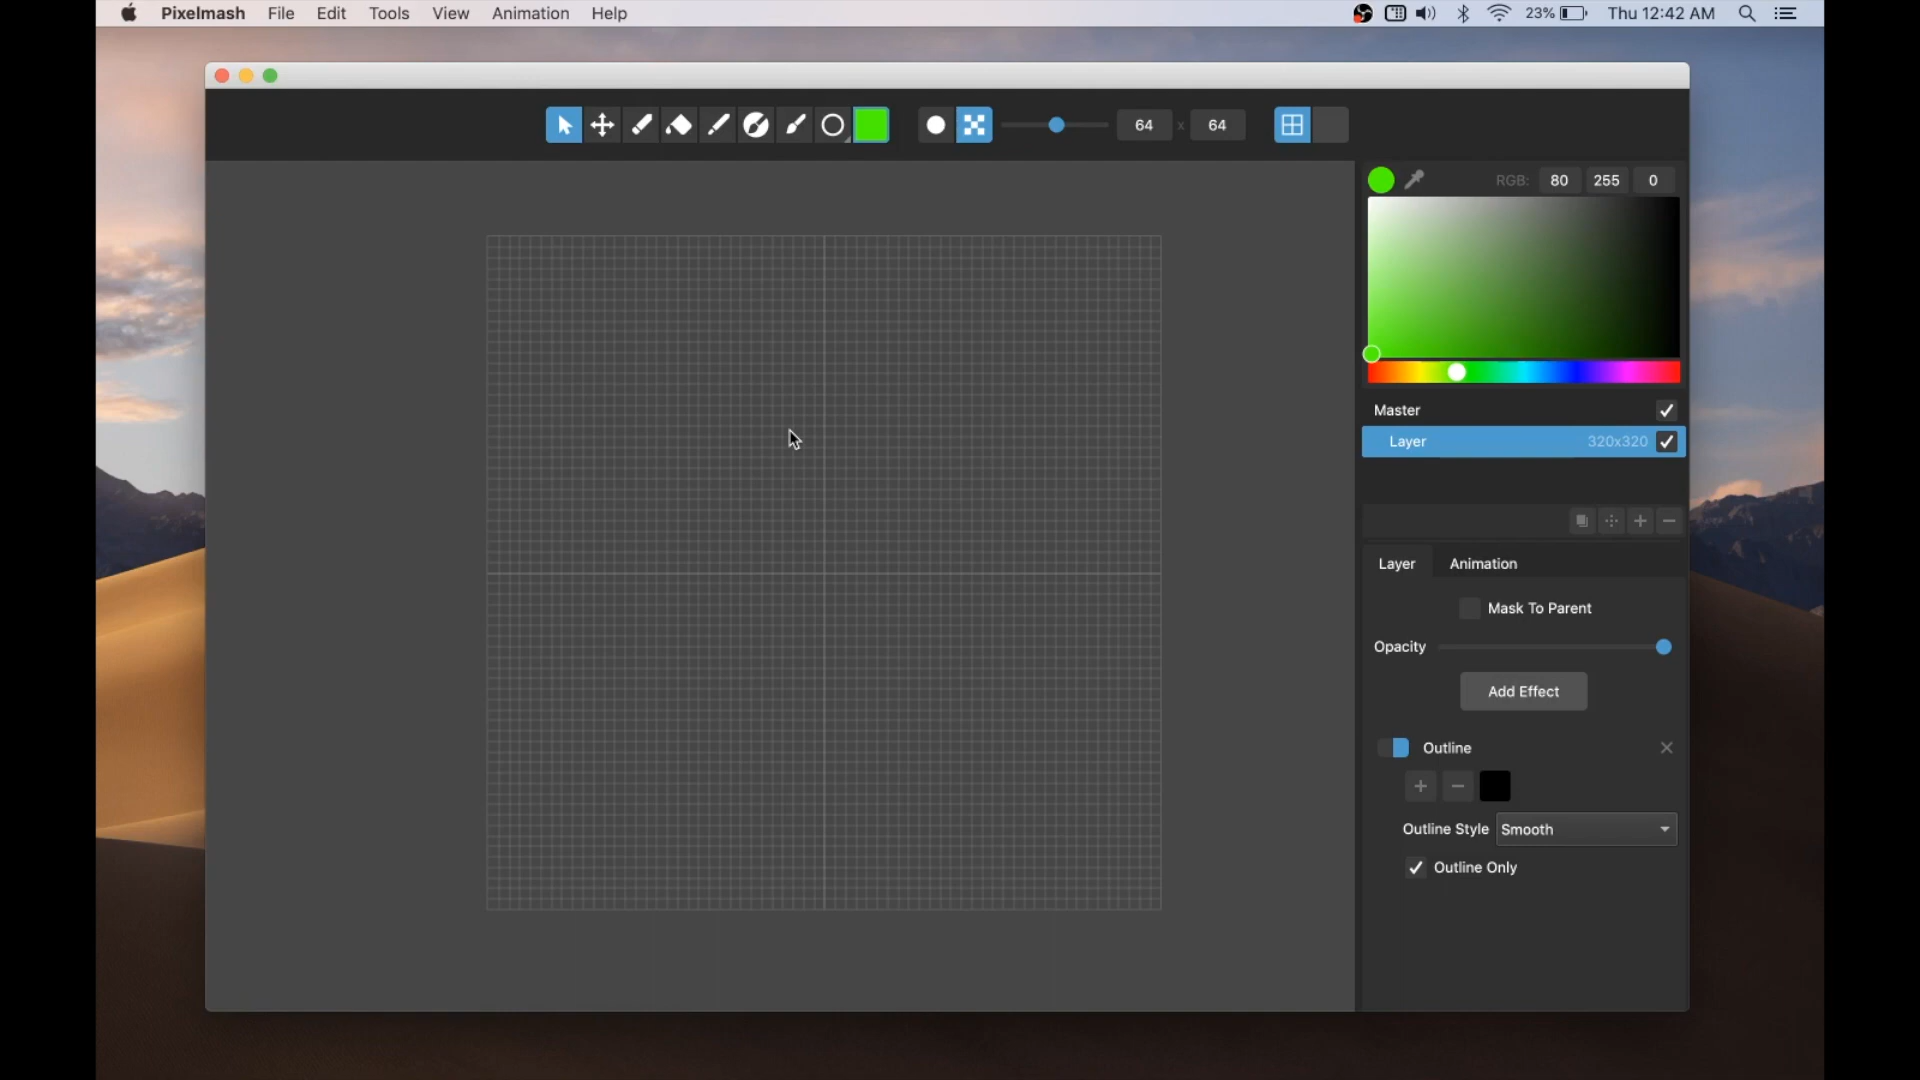 Pixelmash File Edit Tools View Animation Help 23% Thu 12:42 AM
64 x 64
RGB: 80 255 0
Master
Layer 320x320
Layer Animation
Mask To Parent
Opacity
Add Effect
Outline
Outline Style Smooth
Outline Only